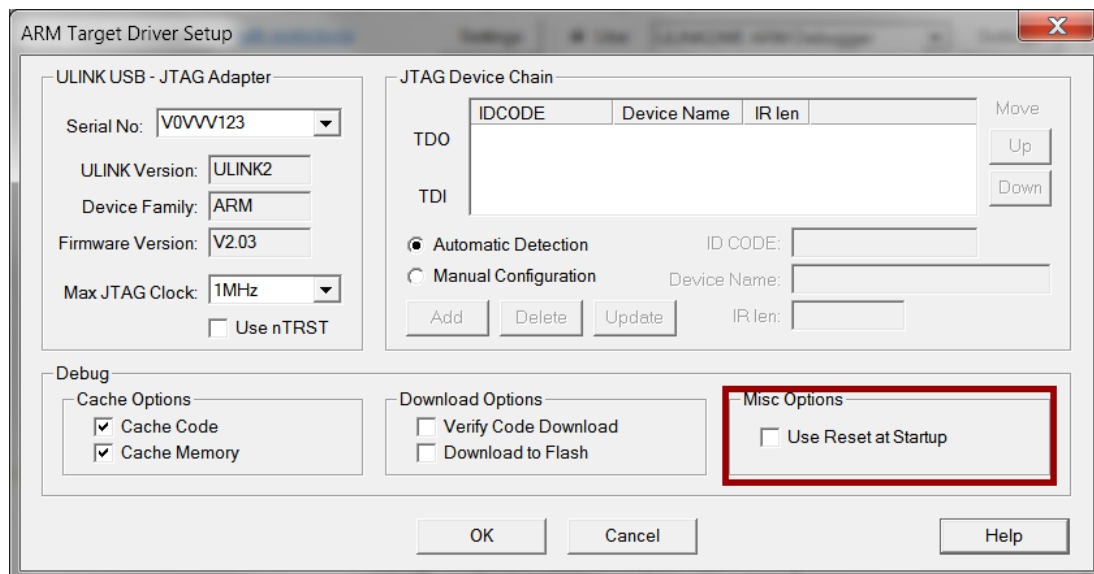 ARM Target Driver Setup
ULINK USB - JTAG Adapter
Serial No: V0VVV123
ULINK Version: ULINK2
Device Family: ARM
Firmware Version: V2.03
Max JTAG Clock: 1MHz
Use nTRST
JTAG Device Chain
IDCODE Device Name IR len
TDO
TDI
Move
Up
Down
Automatic Detection
Manual Configuration
ID CODE:
Device Name:
IR len:
Add Delete Update
Debug
Cache Options
Cache Code
Cache Memory
Download Options
Verify Code Download
Download to Flash
Misc Options
Use Reset at Startup
OK Cancel Help